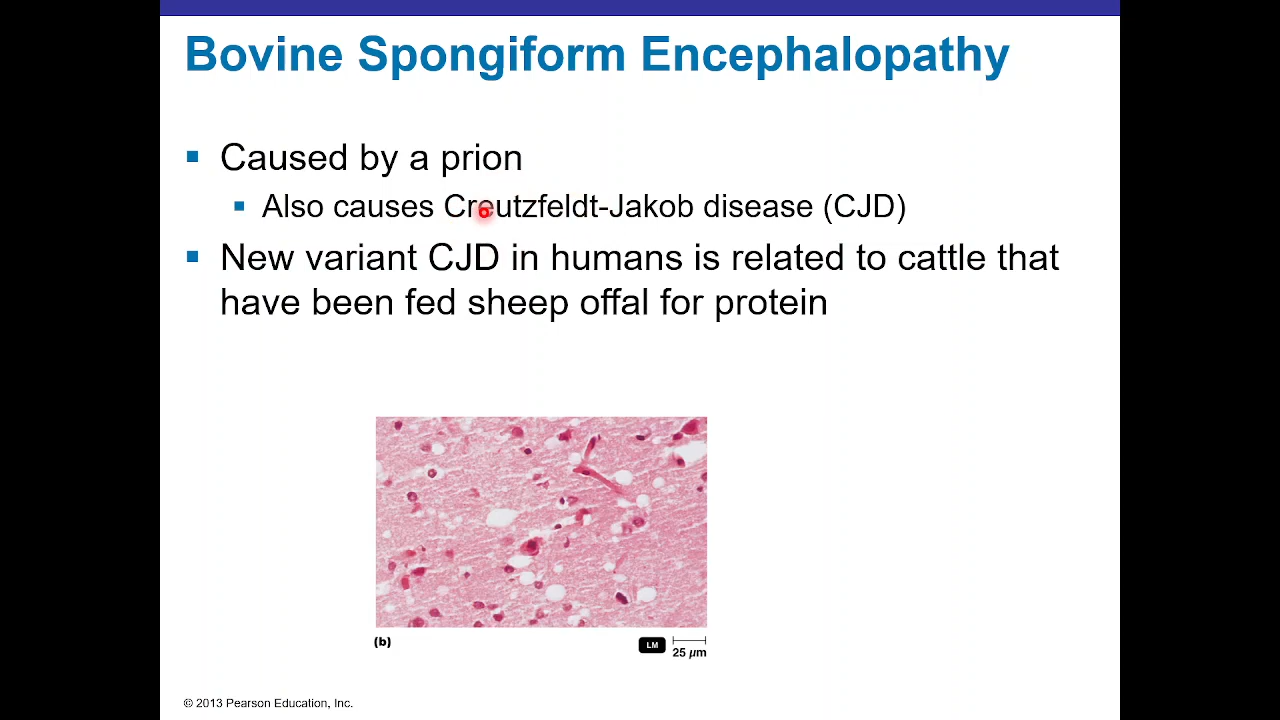 Bovine Spongiform Encephalopathy
Caused by a prion
Also causes Creutzfeldt-Jakob disease (CJD)
New variant CJD in humans is related to cattle that
have been fed sheep offal for protein
(b)
LM
25 µm
© 2013 Pearson Education, Inc.